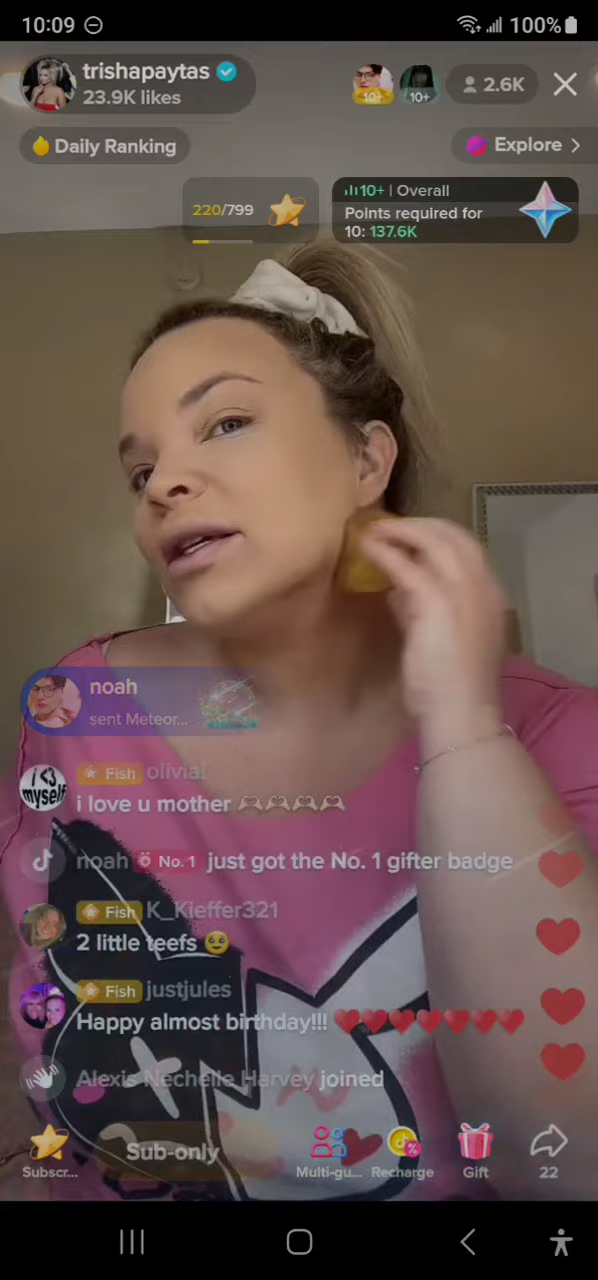 10:09
100%
trishapaytas
23.9K likes
10+
10+
2.6K
Daily Ranking
Explore >
220/799
10+ | Overall
Points required for
10: 137.6K
noah
sent Meteor...
i <3
myself
Fish olivia!
i love u mother
noah No. 1 just got the No. 1 gifter badge
Fish K_Kieffer321
2 little teefs
Fish justjules
Happy almost birthday!!!
Alexis Nechelle Harvey joined
Sub-only
Subscr...
Multi-gu...
Recharge
Gift
22